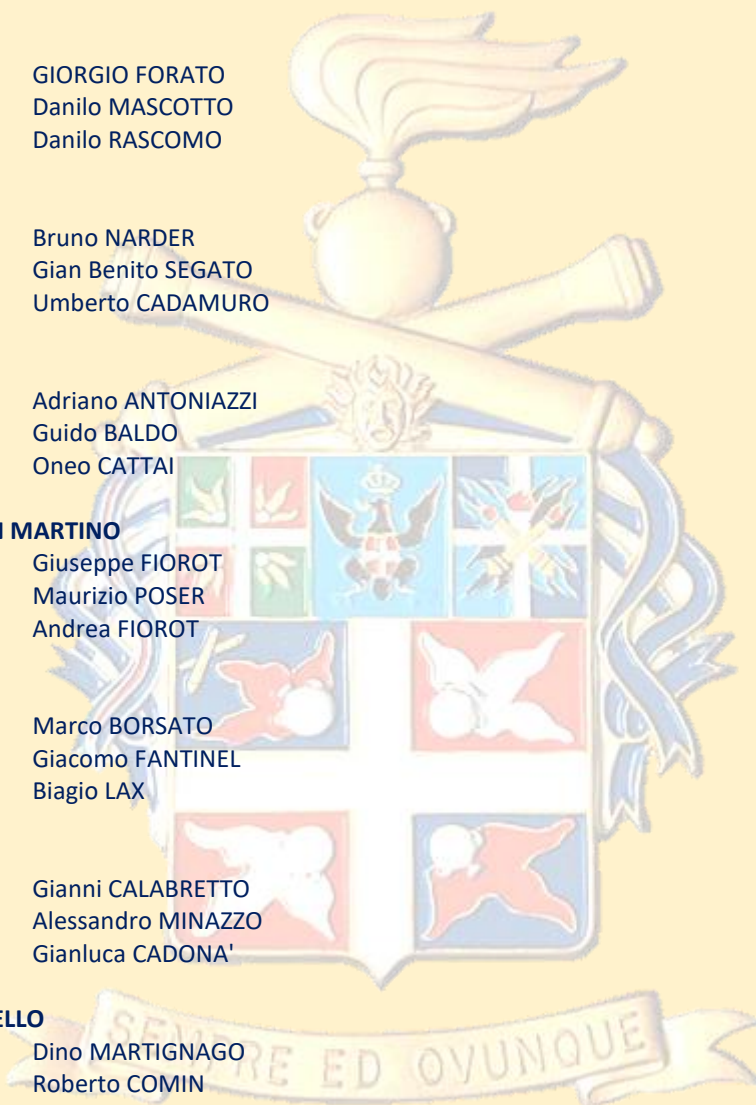 GIORGIO FORATO
Danilo MASCOTTO
Danilo RASCOMO
Bruno NARDER
Gian Benito SEGATO
Umberto CADAMURO
Adriano ANTONIAZZI
Guido BALDO
Oneo CATTAI
MARTINO
Giuseppe FIOROT
Maurizio POSER
Andrea FIOROT
Marco BORSATO
Giacomo FANTINEL
Biagio LAX
Gianni CALABRETTO
Alessandro MINAZZO
Gianluca CADONA'
ELLO
Dino MARTIGNAGO
Roberto COMIN
SEMPRE ED OVUNQUE